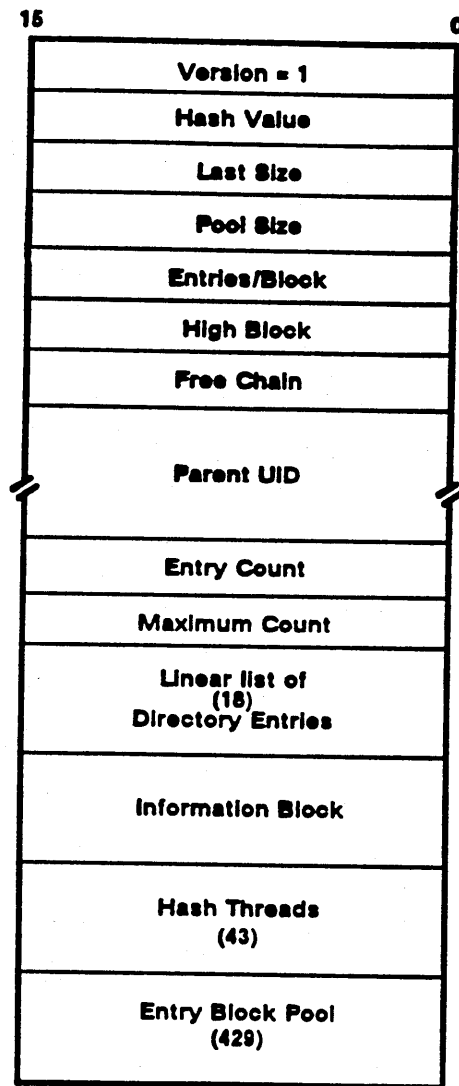 15 0
Version = 1
Hash Value
Last Size
Pool Size
Entries/Block
High Block
Free Chain
Parent UID
Entry Count
Maximum Count
Linear list of
(18)
Directory Entries
Information Block
Hash Threads
(43)
Entry Block Pool
(429)